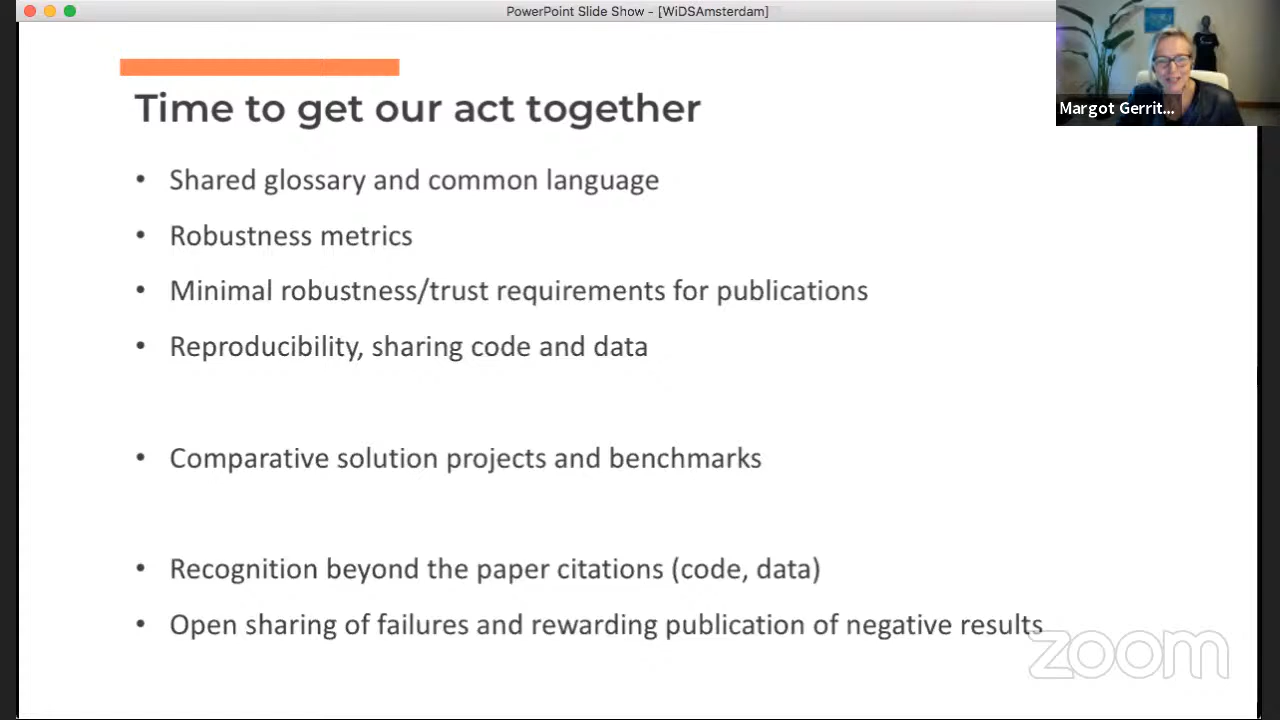 PowerPoint Slide Show - [WiDSAmsterdam]
Margot Gerrit...
Time to get our act together
• Shared glossary and common language
• Robustness metrics
• Minimal robustness/trust requirements for publications
• Reproducibility, sharing code and data
• Comparative solution projects and benchmarks
• Recognition beyond the paper citations (code, data)
• Open sharing of failures and rewarding publication of negative results
zoom